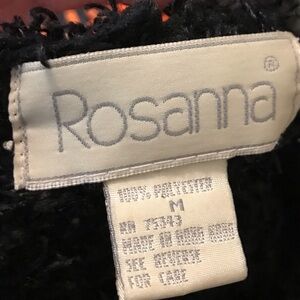 Rosanna®
100% POLYESTER
M
RN 75343
MADE IN HONG KONG
SEE REVERSE
FOR CARE